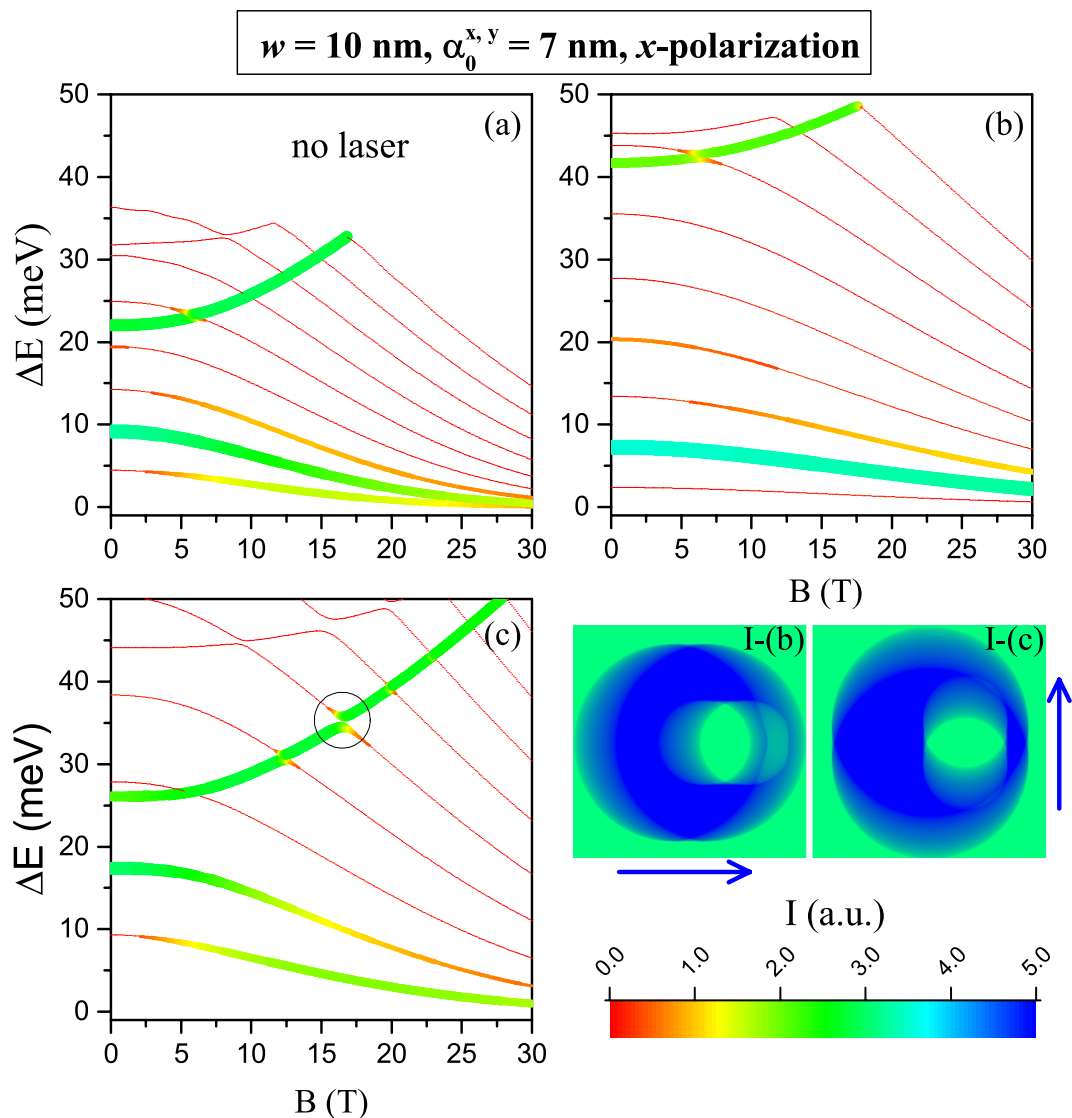 w = 10 nm, α₀ˣ’ ʸ = 7 nm, x-polarization
50
40
30
20
10
0
ΔE (meV)
(a)
no laser
0 5 10 15 20 25 30
50
40
30
20
10
0
(b)
0 5 10 15 20 25 30
B (T)
50
40
30
20
10
0
ΔE (meV)
(c)
0 5 10 15 20 25 30
B (T)
I-(b)
I-(c)
I (a.u.)
0.0 1.0 2.0 3.0 4.0 5.0